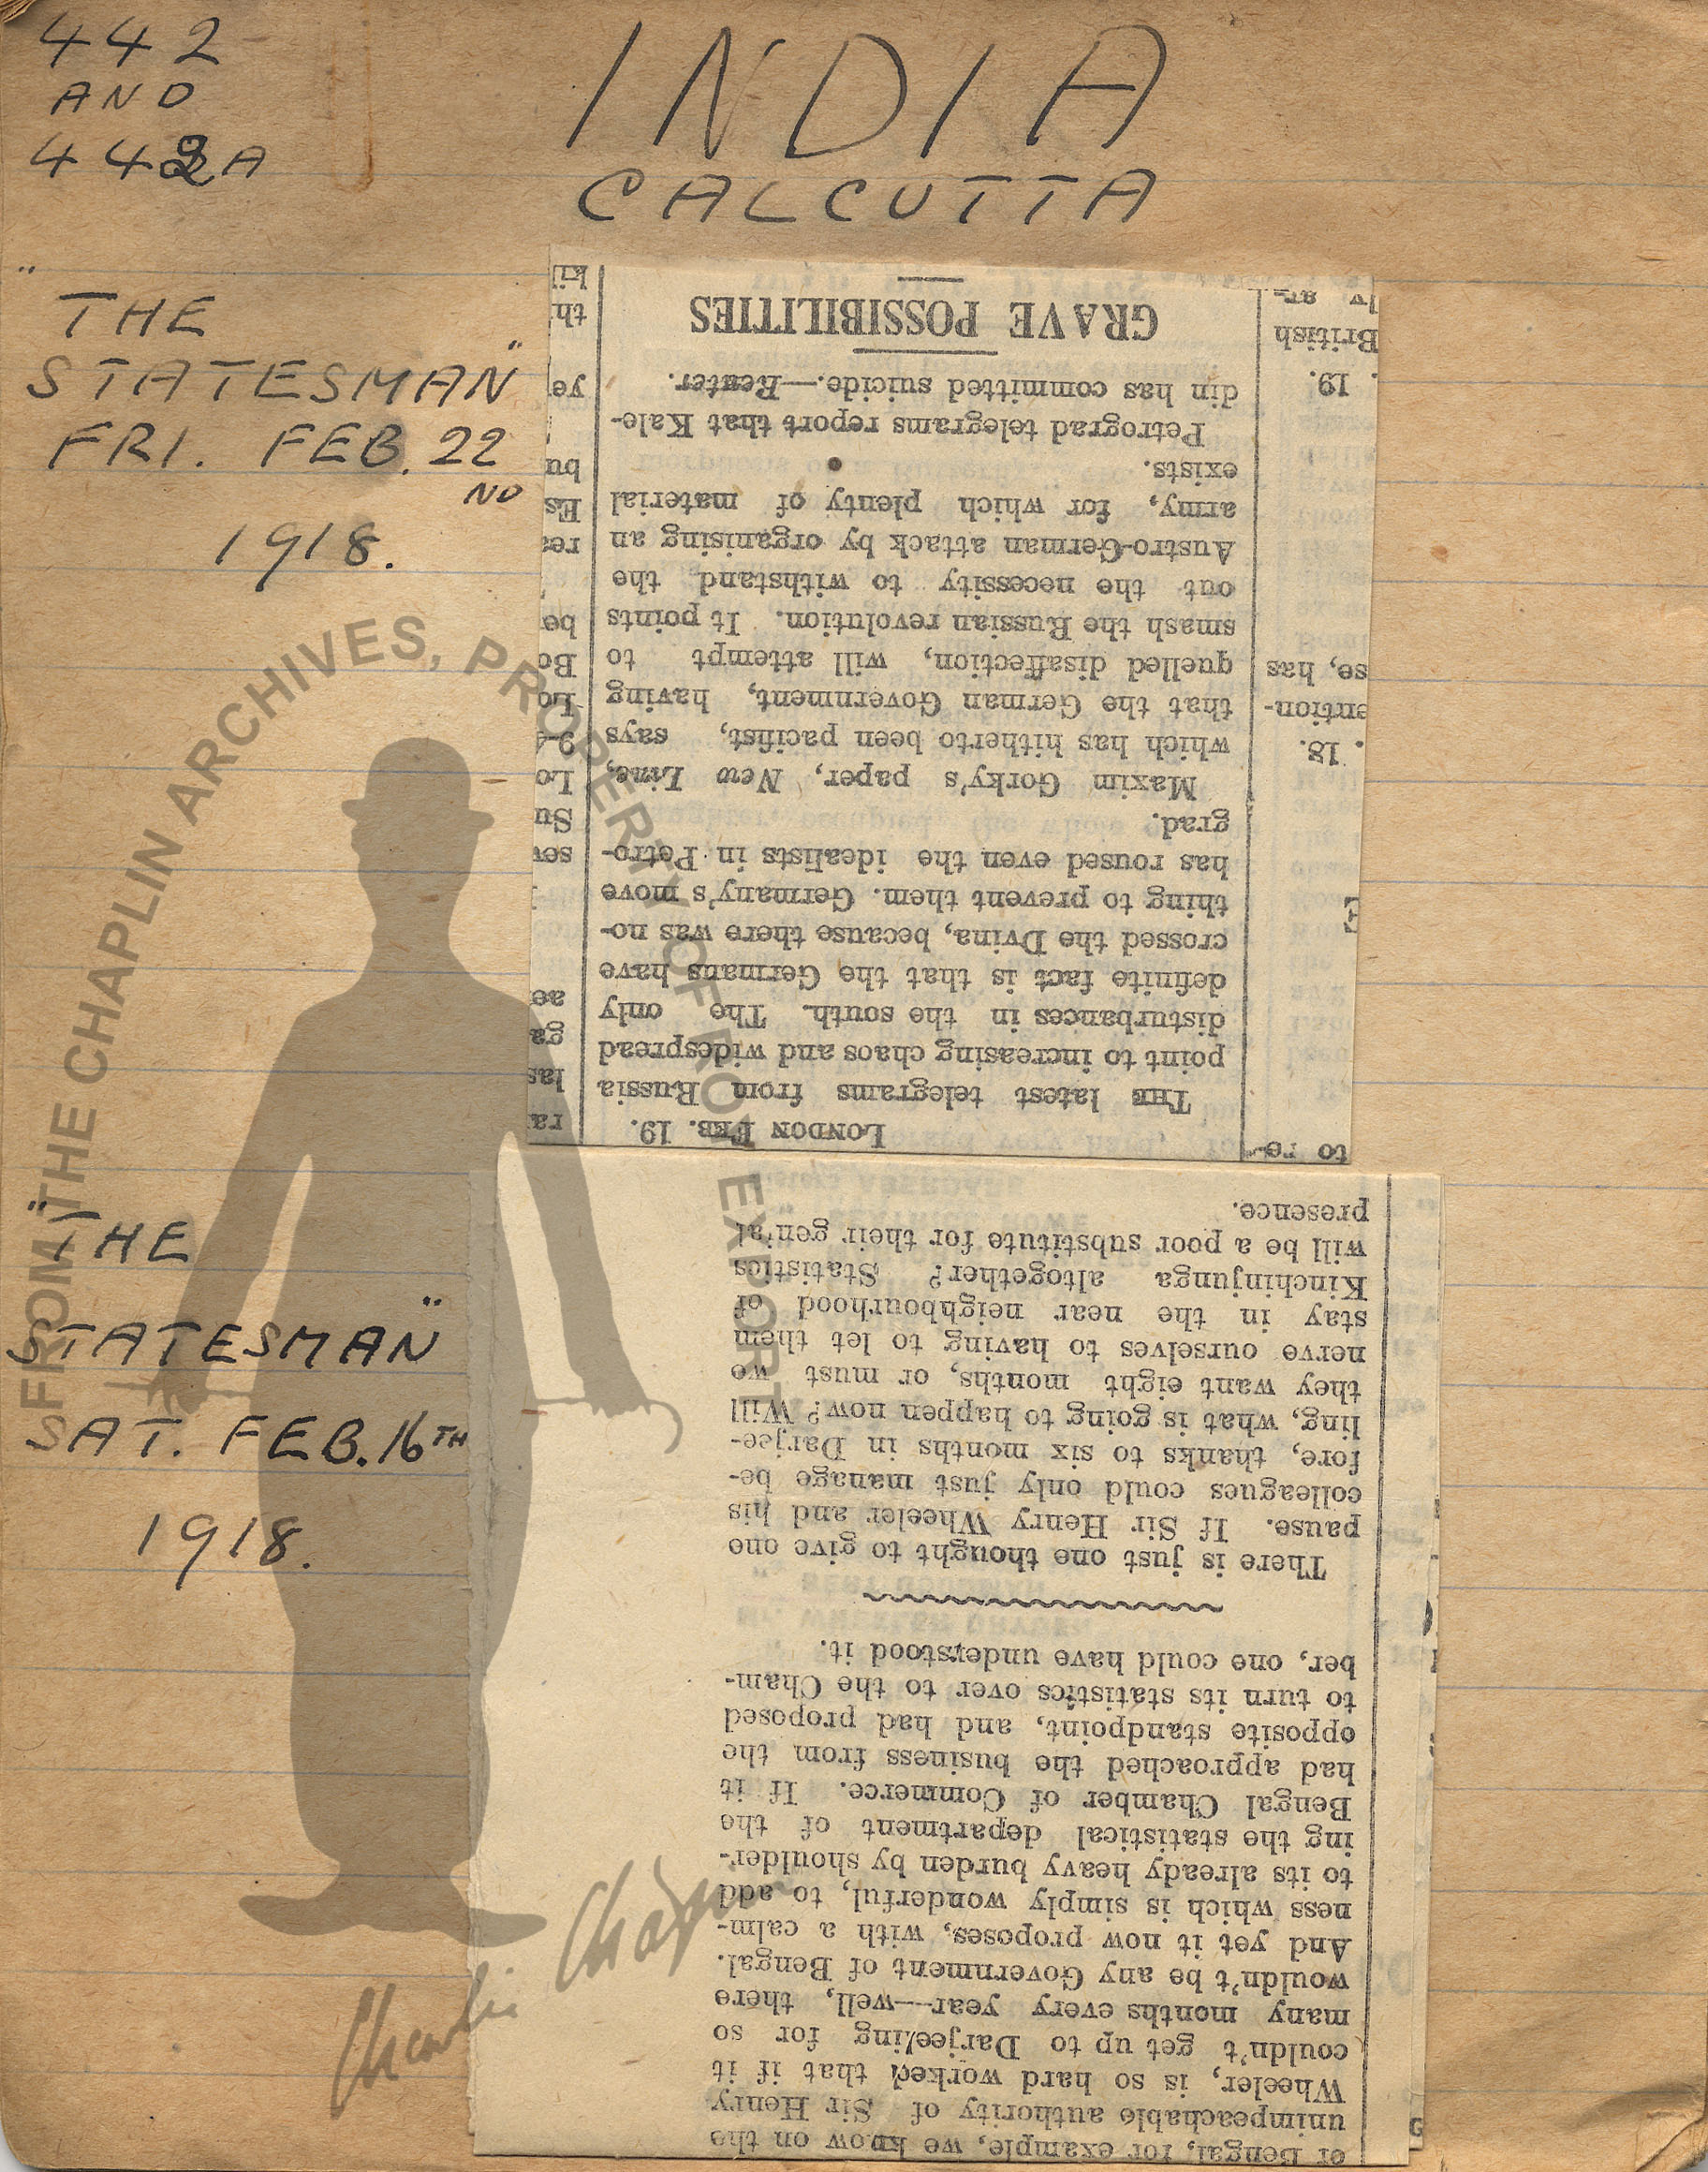 442
AND
442A
INDIA
CALCUTTA
"THE
STATESMAN"
FRI. FEB. 22
ND
1918.
"THE
STATESMAN"
SAT. FEB. 16TH
1918.
LONDON FEB. 19.
THE latest telegrams from Russia
point to increasing chaos and widespread
disturbances in the south. The only
definite fact is that the Germans have
crossed the Dvina, because there was no-
thing to prevent them. Germany's move
has roused even the idealists in Petro-
grad.
Maxim Gorky's paper, New Line,
which has hitherto been pacifist, says
that the German Government, having
quelled disaffection, will attempt to
smash the Russian revolution. It points
out the necessity to withstand the
Austro-German attack by organising an
army, for which plenty of material
exists.
Petrograd telegrams report that Kale-
din has committed suicide.—Reuter.
GRAVE POSSIBILITIES
to re-
. 18.
ention-
se, has
. 19.
British
of Bengal, for example, we know on the
unimpeachable authority of Sir Henry
Wheeler, is so hard worked that if it
couldn't get up to Darjeeling for so
many months every year—well, there
wouldn't be any Government of Bengal.
And yet it now proposes, with a calm-
ness which is simply wonderful, to add
to its already heavy burden by shoulder-
ing the statistical department of the
Bengal Chamber of Commerce. If it
had approached the business from the
opposite standpoint, and had proposed
to turn its statistics over to the Cham-
ber, one could have understood it.
There is just one thought to give one
pause. If Sir Henry Wheeler and his
colleagues could only just manage be-
fore, thanks to six months in Darjee-
ling, what is going to happen now? Will
they want eight months, or must we
nerve ourselves to having to let them
stay in the near neighbourhood of
Kinchinjunga altogether? Statistics
will be a poor substitute for their genial
presence.
FROM THE CHAPLIN ARCHIVES, PROPERTY OF ROY EXPORT
Charlie Chaplin